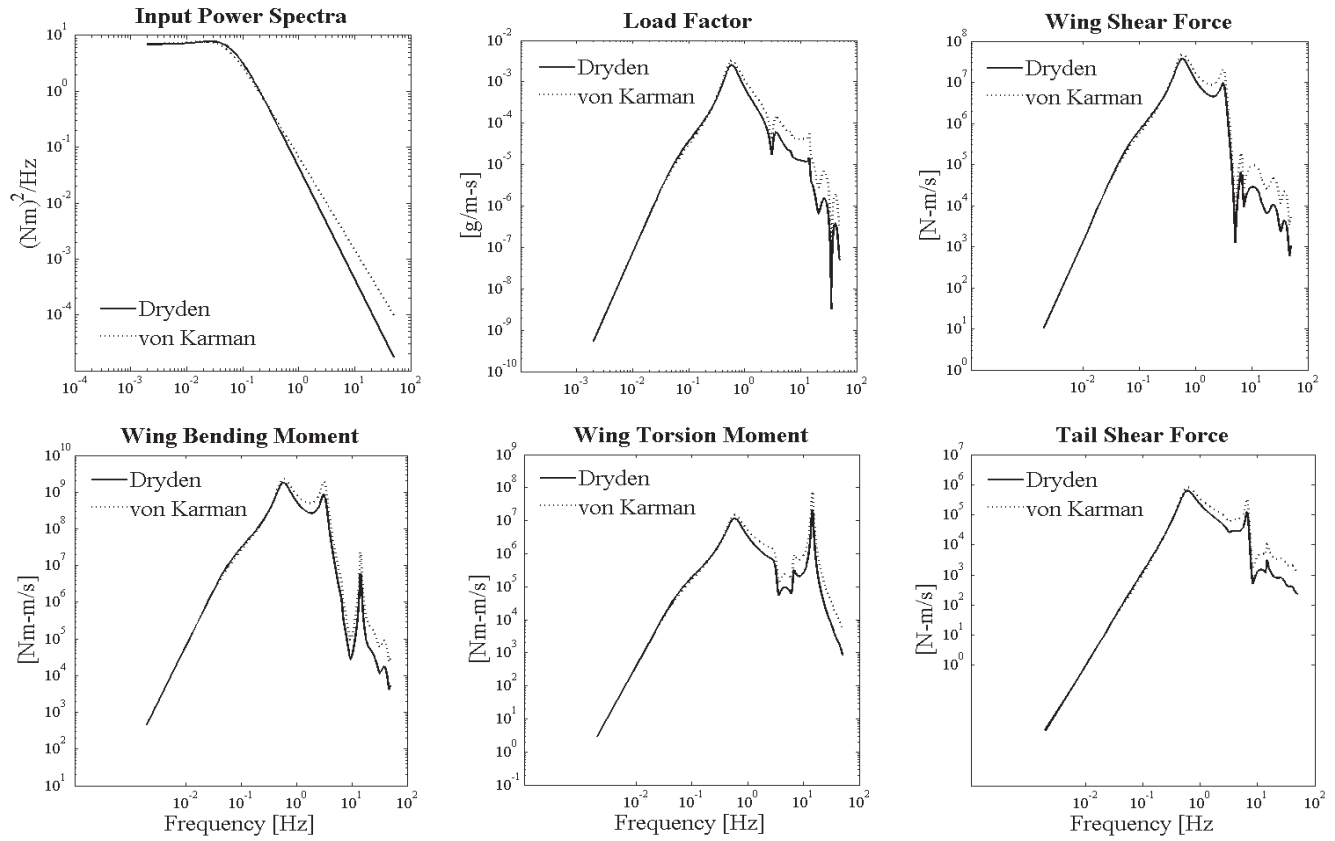 Input Power Spectra
10^1
10^0
10^-1
10^-2
10^-3
10^-4
(Nm)^2/Hz
Dryden
von Karman
10^-4 10^-3 10^-2 10^-1 10^0 10^1 10^2
Load Factor
10^-2
10^-3
10^-4
10^-5
10^-6
10^-7
10^-8
10^-9
10^-10
[g/m-s]
Dryden
von Karman
10^-3 10^-2 10^-1 10^0 10^1 10^2
Wing Shear Force
10^8
10^7
10^6
10^5
10^4
10^3
10^2
10^1
10^0
[N-m/s]
Dryden
von Karman
10^-2 10^0 10^1 10^2
Wing Bending Moment
10^10
10^9
10^8
10^7
10^6
10^5
10^4
10^3
10^2
10^1
[Nm-m/s]
Dryden
von Karman
10^-2 10^-1 10^0 10^1 10^2
Frequency [Hz]
Wing Torsion Moment
10^9
10^8
10^7
10^6
10^5
10^4
10^3
10^2
10^1
10^0
10^-1
[Nm-m/s]
Dryden
von Karman
10^-2 10^-1 10^0 10^1 10^2
Frequency [Hz]
Tail Shear Force
10^7
10^6
10^5
10^4
10^3
10^2
10^1
10^0
[N-m/s]
Dryden
von Karman
10^-2 10^-1 10^0 10^1 10^2
Frequency [Hz